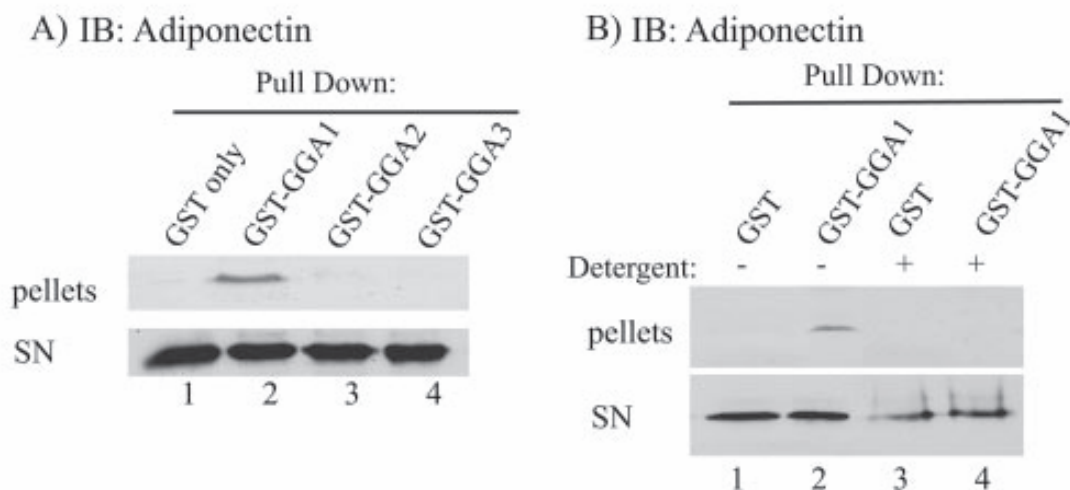 A) IB: Adiponectin
Pull Down:
GST only
GST-GGA1
GST-GGA2
GST-GGA3
pellets
SN
1 2 3 4
B) IB: Adiponectin
Pull Down:
GST
GST-GGA1
GST
GST-GGA1
Detergent: - - + +
pellets
SN
1 2 3 4